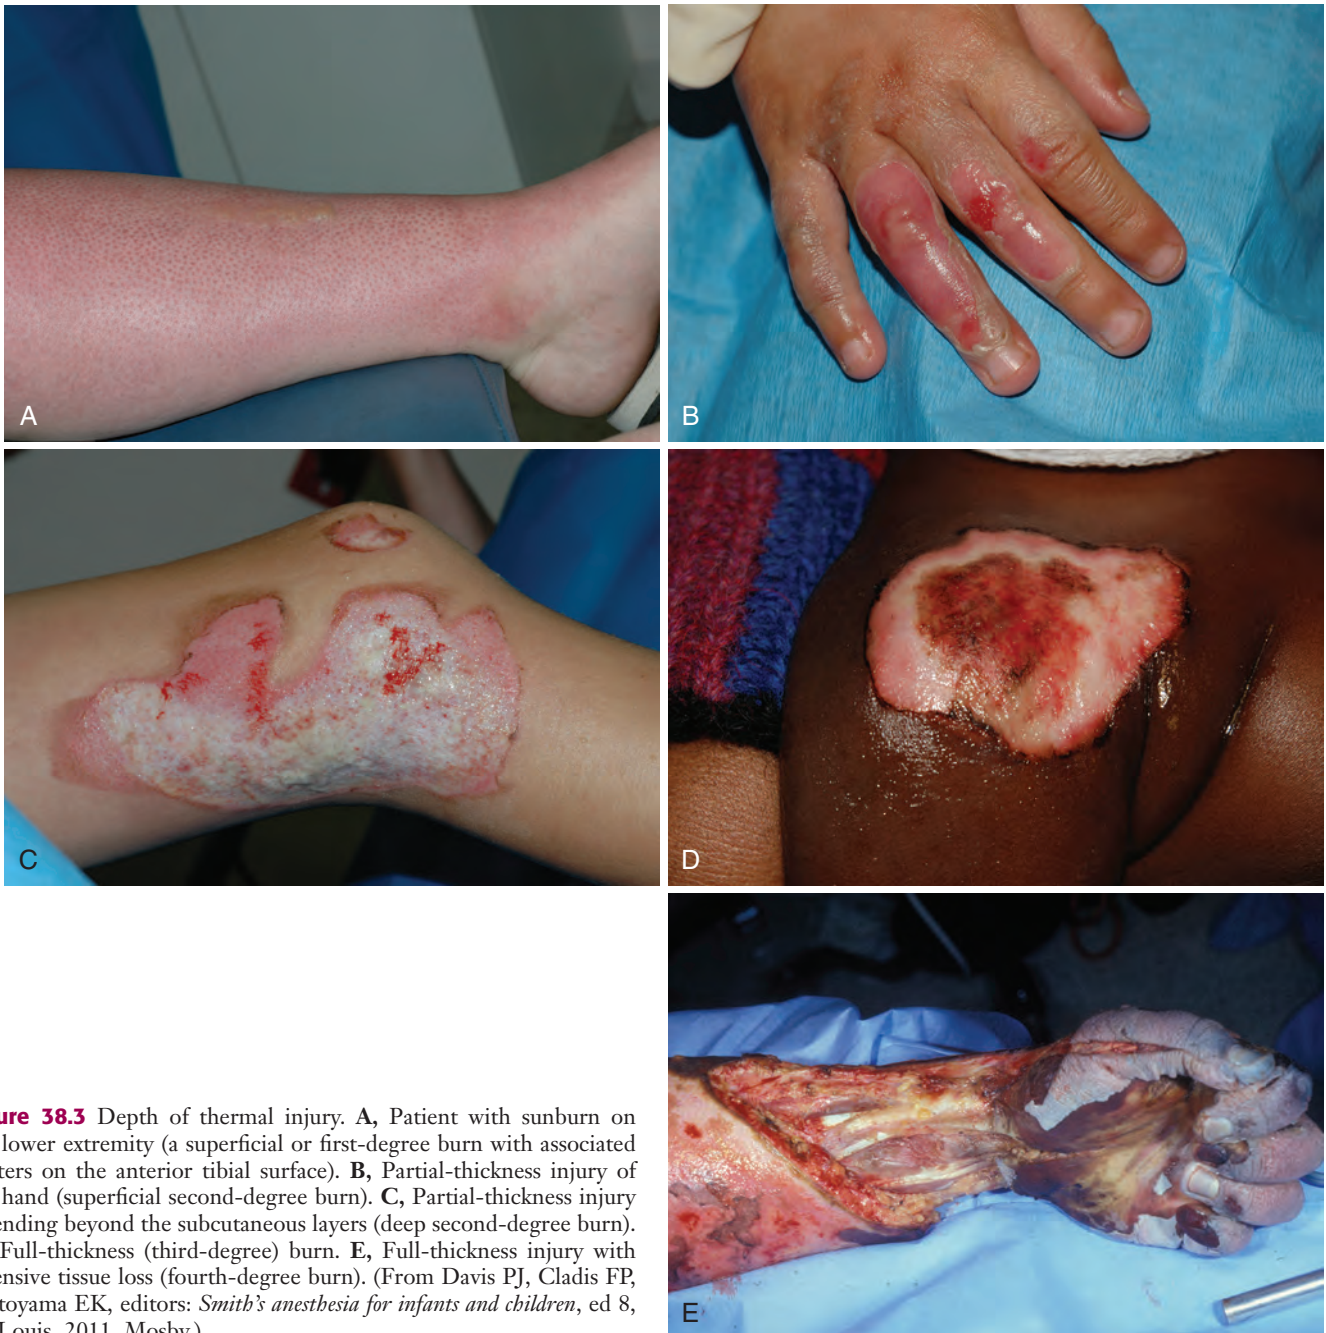 A
B
C
D
E
ure 38.3 Depth of thermal injury. A, Patient with sunburn on
lower extremity (a superficial or first-degree burn with associated
ters on the anterior tibial surface). B, Partial-thickness injury of
hand (superficial second-degree burn). C, Partial-thickness injury
ending beyond the subcutaneous layers (deep second-degree burn).
Full-thickness (third-degree) burn. E, Full-thickness injury with
ensive tissue loss (fourth-degree burn). (From Davis PJ, Cladis FP,
toyama EK, editors: Smith's anesthesia for infants and children, ed 8,
Louis, 2011, Mosby.)